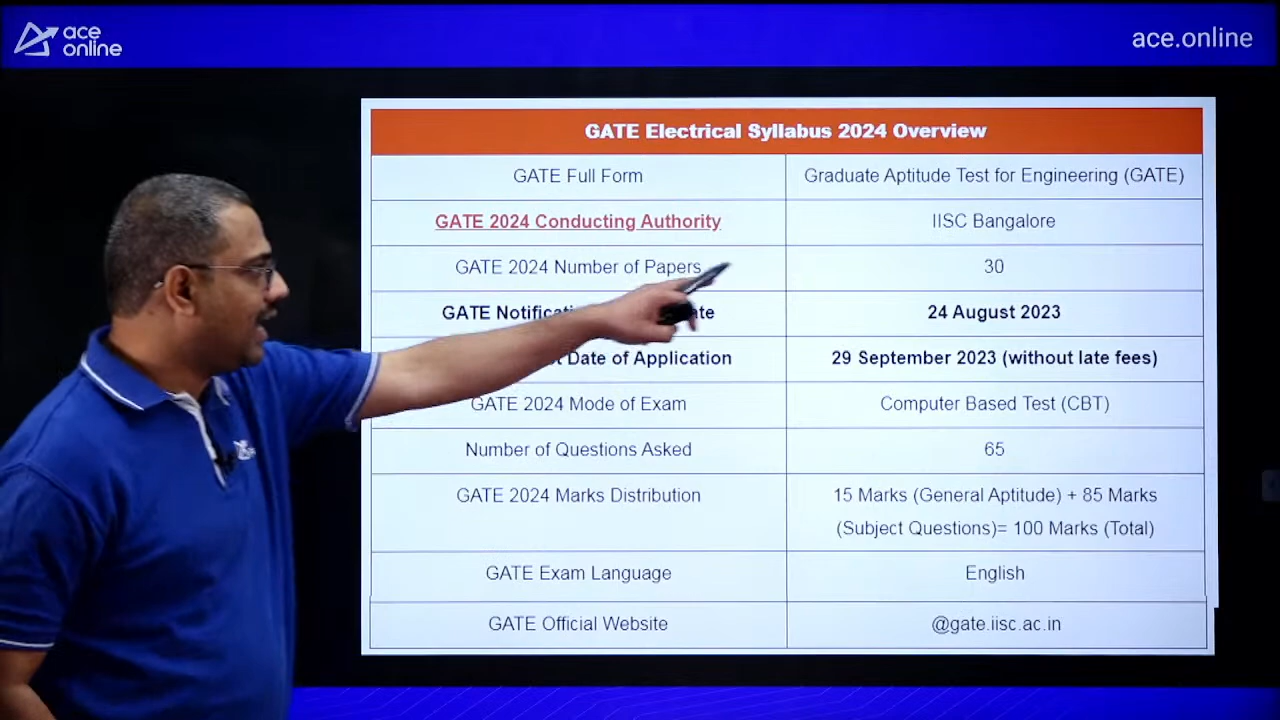 ace
online
ace.online
GATE Electrical Syllabus 2024 Overview
GATE Full Form
Graduate Aptitude Test for Engineering (GATE)
GATE 2024 Conducting Authority
IISC Bangalore
GATE 2024 Number of Papers
30
GATE
24 August 2023
Date of Application
29 September 2023 (without late fees)
GATE 2024 Mode of Exam
Computer Based Test (CBT)
Number of Questions Asked
65
GATE 2024 Marks Distribution
15 Marks (General Aptitude) + 85 Marks
(Subject Questions)= 100 Marks (Total)
GATE Exam Language
English
GATE Official Website
@gate.iisc.ac.in